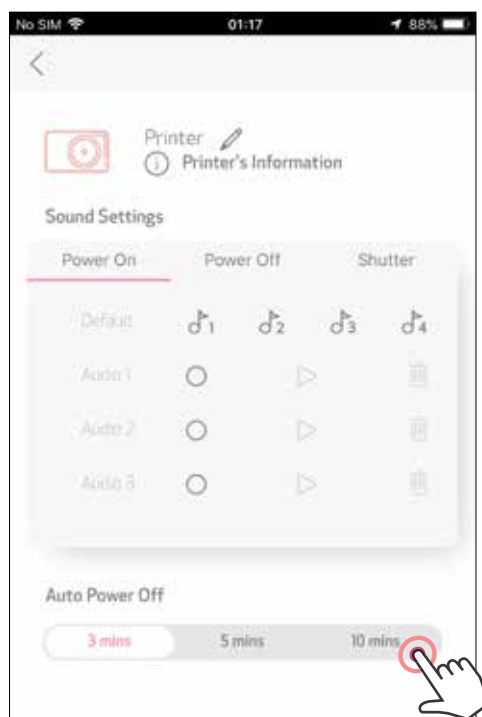 No SIM 01:17 88%
Printer
Printer's Information
Sound Settings
Power On Power Off Shutter
Default 1 2 3 4
Audio 1
Audio 2
Audio 3
Auto Power Off
3 mins 5 mins 10 mins